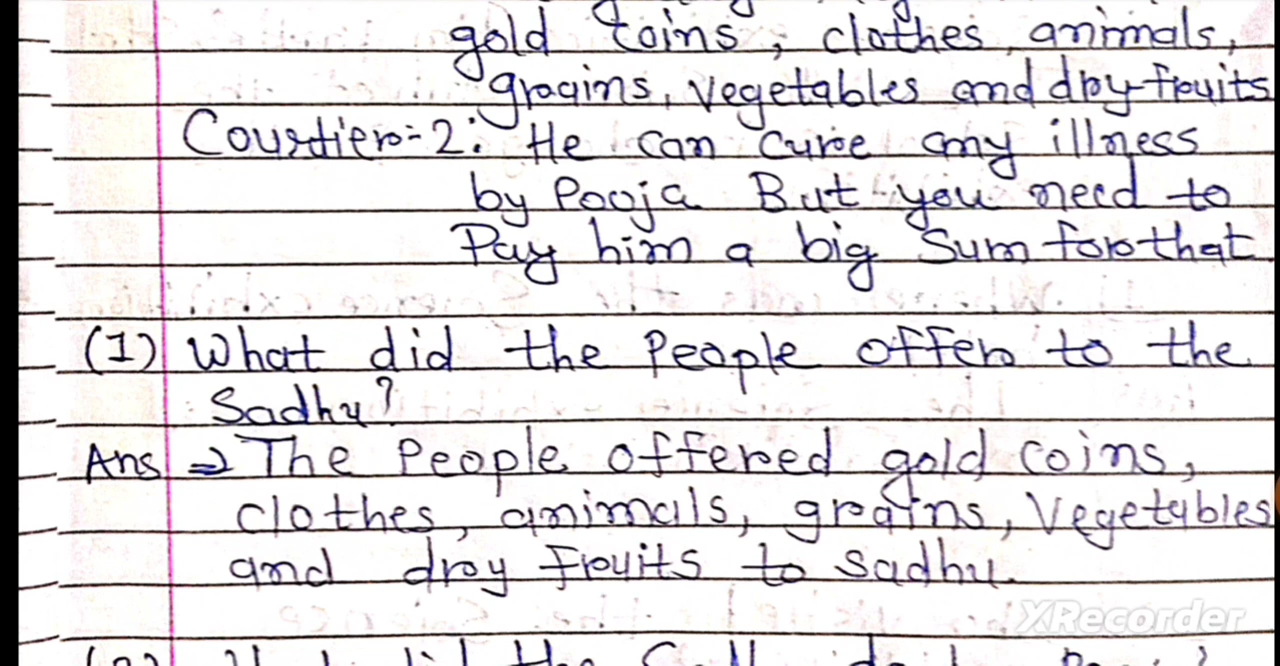 gold coins, clothes, animals,
grains, vegetables and dry fruits
Courtier-2: He can cure any illness
by Pooja But you need to
Pay him a big Sum for that
(1) What did the People offer to the
Sadhu?
Ans ⇒ The People offered gold coins,
clothes, animals, grains, Vegetables
and dry fruits to sadhu.
XRecorder